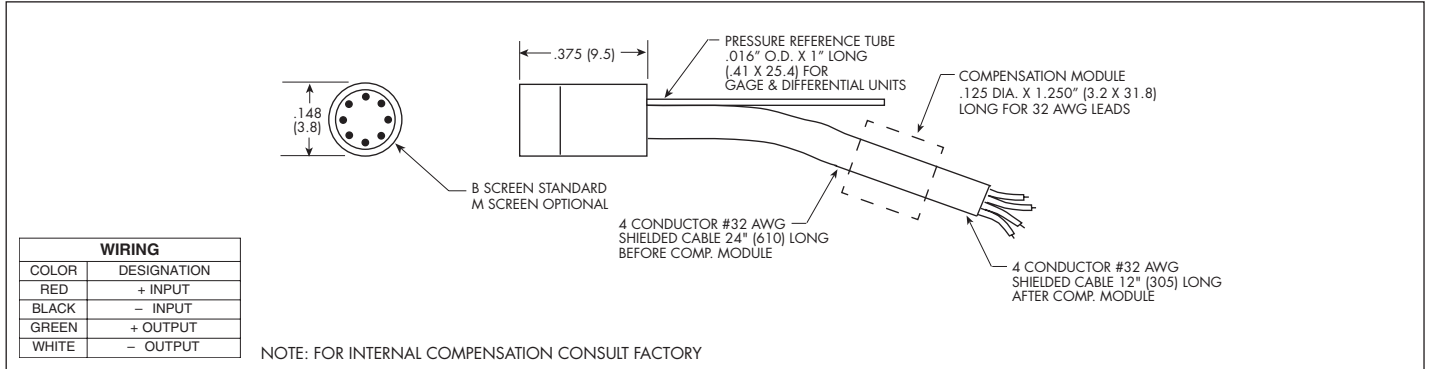 .375 (9.5)
PRESSURE REFERENCE TUBE
.016" O.D. X 1" LONG
(.41 X 25.4) FOR
GAGE & DIFFERENTIAL UNITS
COMPENSATION MODULE
.125 DIA. X 1.250" (3.2 X 31.8)
LONG FOR 32 AWG LEADS
.148
(3.8)
B SCREEN STANDARD
M SCREEN OPTIONAL
4 CONDUCTOR #32 AWG
SHIELDED CABLE 24" (610) LONG
BEFORE COMP. MODULE
4 CONDUCTOR #32 AWG
SHIELDED CABLE 12" (305) LONG
AFTER COMP. MODULE
WIRING
COLOR DESIGNATION
RED + INPUT
BLACK – INPUT
GREEN + OUTPUT
WHITE – OUTPUT
NOTE: FOR INTERNAL COMPENSATION CONSULT FACTORY